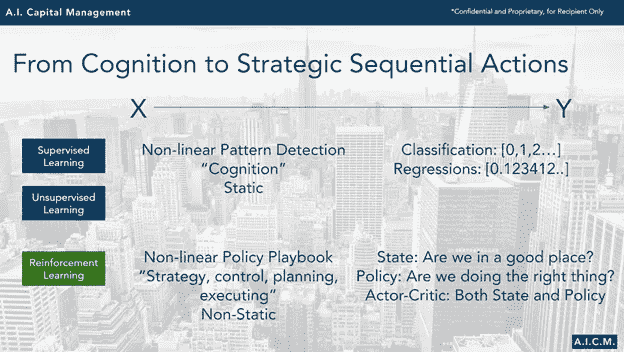 A.I. Capital Management
*Confidential and Proprietary, for Recipient Only
From Cognition to Strategic Sequential Actions
X
Y
Supervised
Learning
Non-linear Pattern Detection
“Cognition”
Static
Classification: [0,1,2...]
Regressions: [0.123412..]
Unsupervised
Learning
Reinforcement
Learning
Non-linear Policy Playbook
“Strategy, control, planning,
executing”
Non-Static
State: Are we in a good place?
Policy: Are we doing the right thing?
Actor-Critic: Both State and Policy
A.I.C.M.